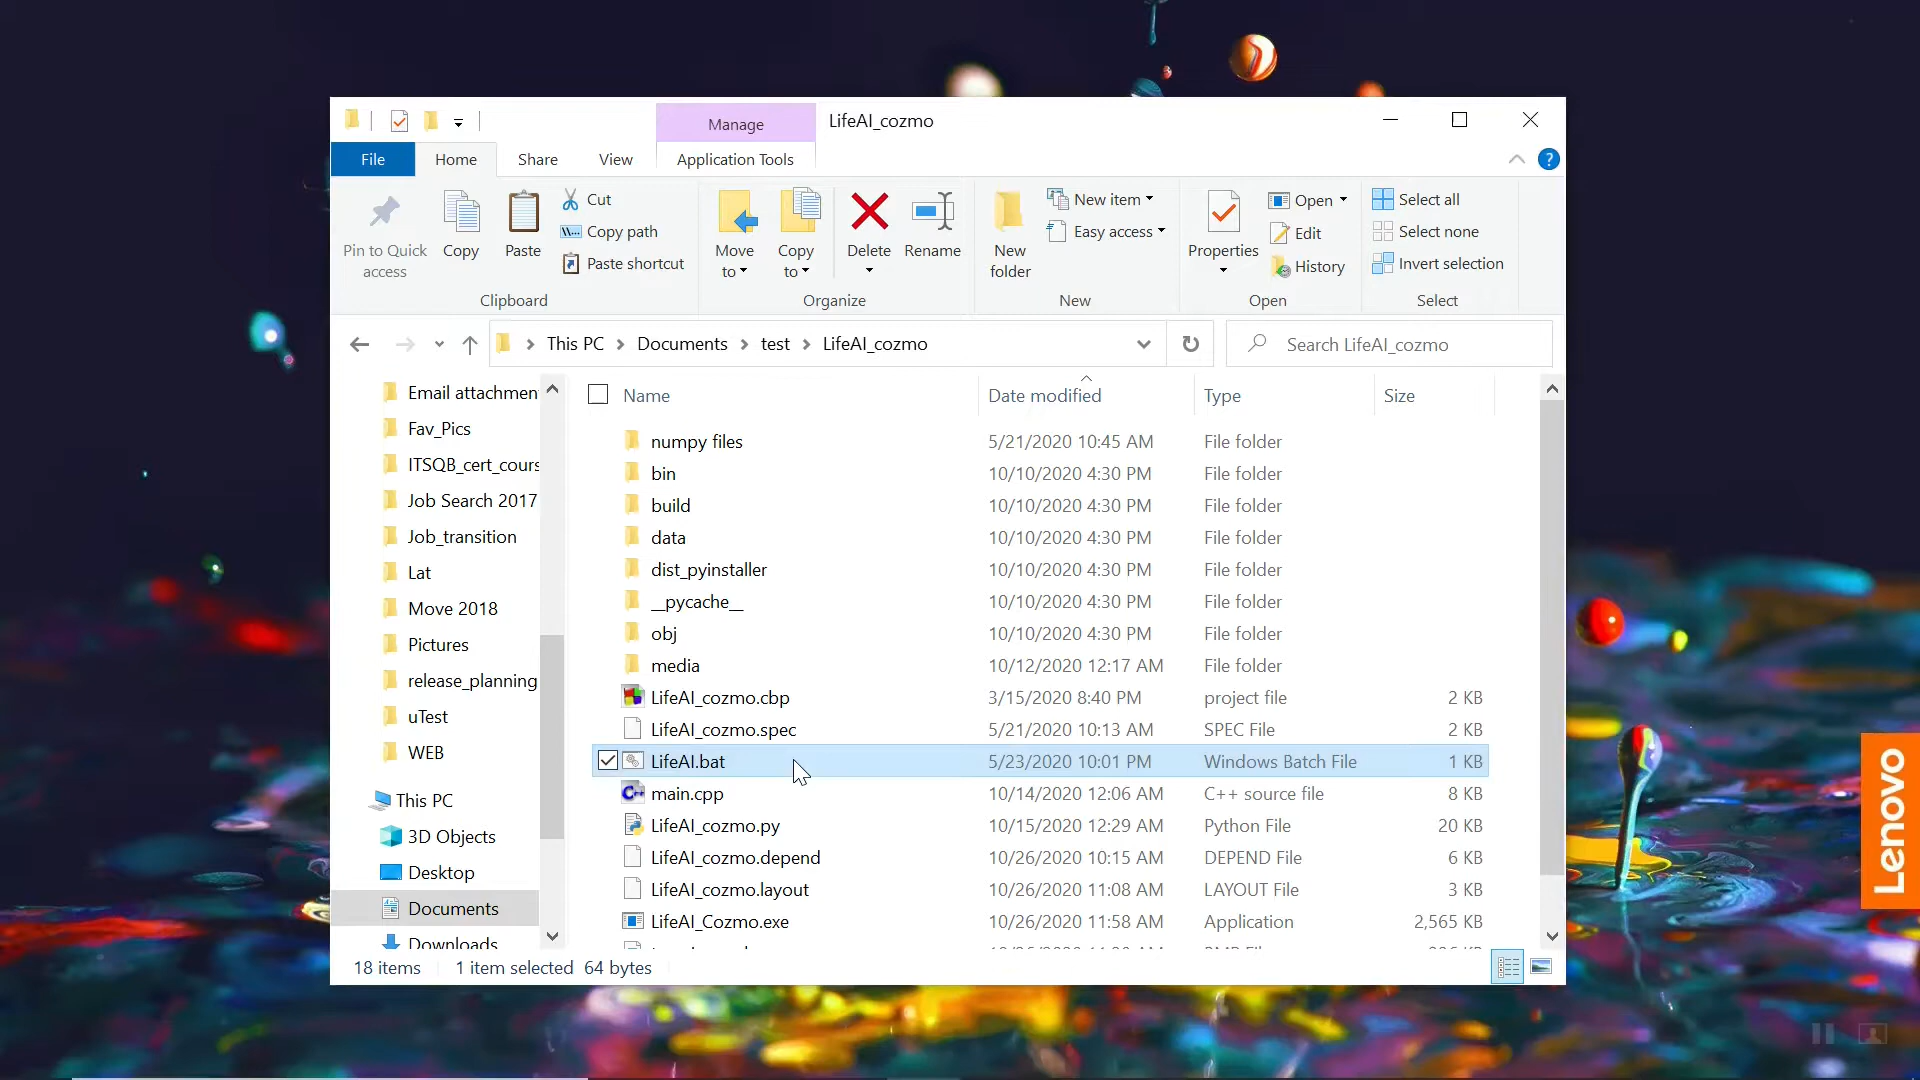 Manage
LifeAI_cozmo
File
Home
Share
View
Application Tools
Pin to Quick access
Copy
Paste
Cut
Copy path
Paste shortcut
Clipboard
Move to
Copy to
Delete
Rename
Organize
New folder
New item
Easy access
New
Properties
Open
Edit
History
Open
Select all
Select none
Invert selection
Select
This PC
Documents
test
LifeAI_cozmo
Search LifeAI_cozmo
Email attachmen
Fav_Pics
ITSQB_cert_cours
Job Search 2017
Job_transition
Lat
Move 2018
Pictures
release_planning
uTest
WEB
This PC
3D Objects
Desktop
Documents
Downloads
Name Date modified Type Size
numpy files 5/21/2020 10:45 AM File folder
bin 10/10/2020 4:30 PM File folder
build 10/10/2020 4:30 PM File folder
data 10/10/2020 4:30 PM File folder
dist_pyinstaller 10/10/2020 4:30 PM File folder
__pycache__ 10/10/2020 4:30 PM File folder
obj 10/10/2020 4:30 PM File folder
media 10/12/2020 12:17 AM File folder
LifeAI_cozmo.cbp 3/15/2020 8:40 PM project file 2 KB
LifeAI_cozmo.spec 5/21/2020 10:13 AM SPEC File 2 KB
LifeAI.bat 5/23/2020 10:01 PM Windows Batch File 1 KB
main.cpp 10/14/2020 12:06 AM C++ source file 8 KB
LifeAI_cozmo.py 10/15/2020 12:29 AM Python File 20 KB
LifeAI_cozmo.depend 10/26/2020 10:15 AM DEPEND File 6 KB
LifeAI_cozmo.layout 10/26/2020 11:08 AM LAYOUT File 3 KB
LifeAI_Cozmo.exe 10/26/2020 11:58 AM Application 2,565 KB
18 items 1 item selected 64 bytes
Lenovo